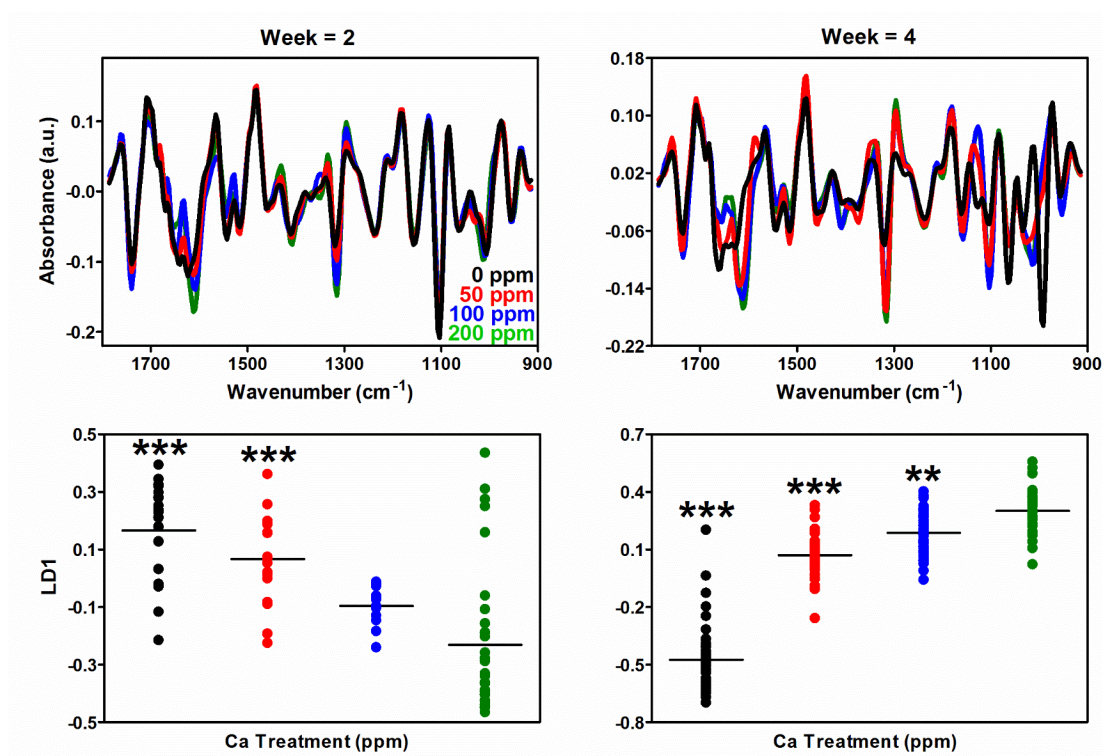 Week = 2
Week = 4
Absorbance (a.u.)
0.1
-0.0
-0.1
-0.2
0 ppm
50 ppm
100 ppm
200 ppm
1700 1500 1300 1100 900
Wavenumber (cm⁻¹)
0.18
0.10
0.02
-0.06
-0.14
-0.22
1700 1500 1300 1100 900
Wavenumber (cm⁻¹)
LD1
0.5
0.3
0.1
-0.1
-0.3
-0.5
*** ***
Ca Treatment (ppm)
0.7
0.4
0.1
-0.2
-0.5
-0.8
*** *** **
Ca Treatment (ppm)